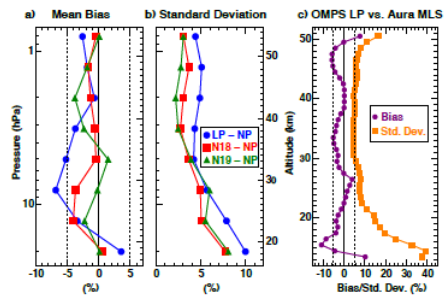 a) Mean Bias b) Standard Deviation c) OMPS LP vs. Aura MLS
Pressure (hPa)
1
10
-10 -5 0 5
(%)
50
40
30
20
LP – NP
N18 – NP
N19 – NP
0 5 10
(%)
Altitude (km)
50
40
30
20
Bias
Std. Dev.
-10 0 10 20 30 40
Bias/Std. Dev. (%)